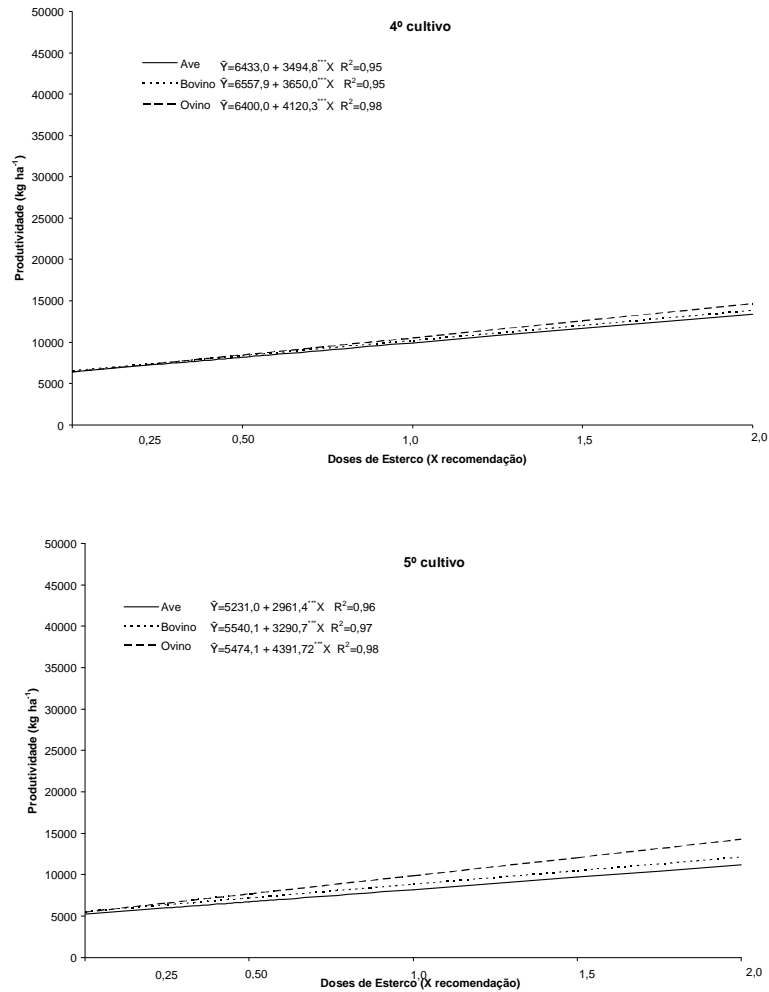 4º cultivo
Ave Ŷ=6433,0 + 3494,8***X R²=0,95
Bovino Ŷ=6557,9 + 3650,0***X R²=0,95
Ovino Ŷ=6400,0 + 4120,3***X R²=0,98
Produtividade (kg ha⁻¹)
50000
45000
40000
35000
30000
25000
20000
15000
10000
5000
0
0,25 0,50 1,0 1,5 2,0
Doses de Esterco (X recomendação)
5º cultivo
Ave Ŷ=5231,0 + 2961,4***X R²=0,96
Bovino Ŷ=5540,1 + 3290,7***X R²=0,97
Ovino Ŷ=5474,1 + 4391,72***X R²=0,98
Produtividade (kg ha⁻¹)
50000
45000
40000
35000
30000
25000
20000
15000
10000
5000
0
0,25 0,50 1,0 1,5 2,0
Doses de Esterco (X recomendação)